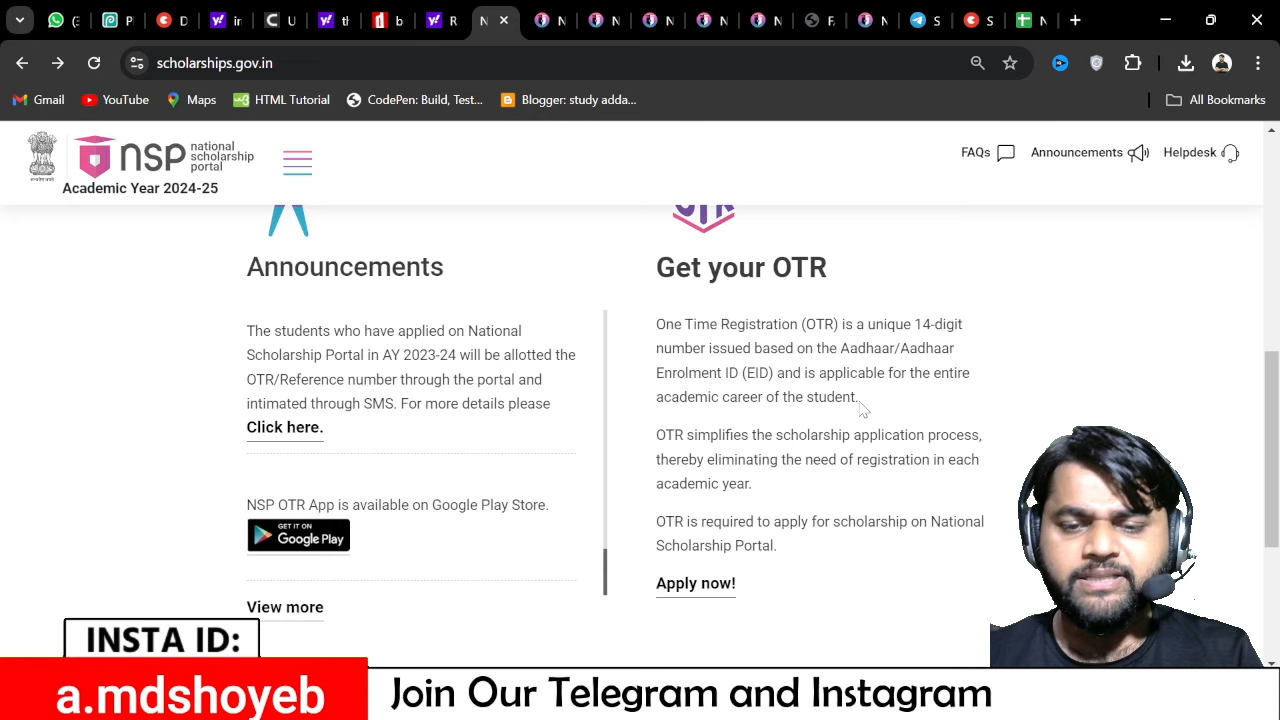 scholarships.gov.in
Gmail
YouTube
Maps
HTML Tutorial
CodePen: Build, Test...
Blogger: study adda...
All Bookmarks
nsp
national
scholarship
portal
Academic Year 2024-25
FAQs
Announcements
Helpdesk
OTR
Announcements
The students who have applied on National
Scholarship Portal in AY 2023-24 will be allotted the
OTR/Reference number through the portal and
intimated through SMS. For more details please
Click here.
NSP OTR App is available on Google Play Store.
GET IT ON
Google Play
View more
Get your OTR
One Time Registration (OTR) is a unique 14-digit
number issued based on the Aadhaar/Aadhaar
Enrolment ID (EID) and is applicable for the entire
academic career of the student.
OTR simplifies the scholarship application process,
thereby eliminating the need of registration in each
academic year.
OTR is required to apply for scholarship on National
Scholarship Portal.
Apply now!
INSTA ID:
a.mdshoyeb
Join Our Telegram and Instagram